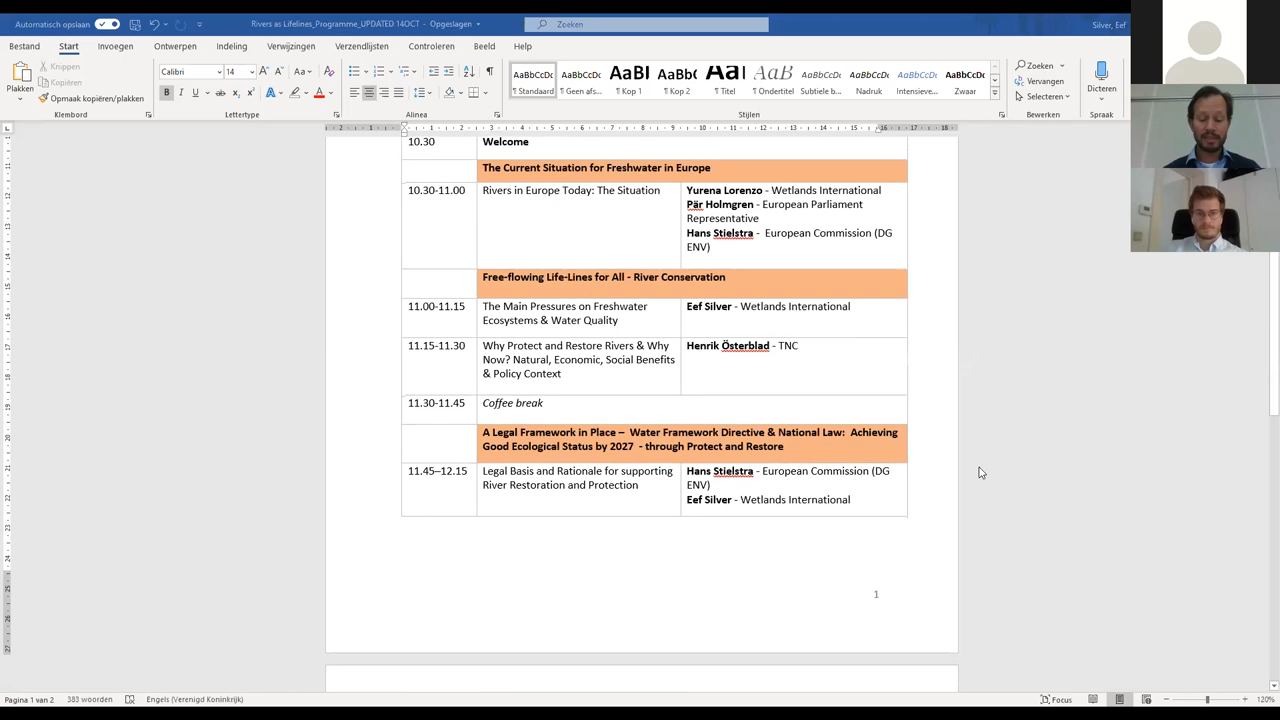 Automatisch opslaan
Rivers as Lifelines_Programme_UPDATED 14OCT - Opgeslagen
Zoeken
Silver, Eef
Bestand Start Invoegen Ontwerpen Indeling Verwijzingen Verzendlijsten Controleren Beeld Help
Plakken
Knippen
Kopiëren
Opmaak kopiëren/plakken
Klembord
Calibri 14
Lettertype
Alinea
AaBbCcDc AaBbCcDc AaBbI AaBbC AaBb AaB AaBbCcDc AaBbCcDc AaBbCcDc AaBbCcDc
¶ Standaard ¶ Geen afs... ¶ Kop 1 ¶ Kop 2 ¶ Titel ¶ Ondertitel Subtiele b... Nadruk Intensieve... Zwaar
Stijlen
Zoeken
Vervangen
Selecteren
Bewerken
Dicteren
Spraak
10.30 Welcome
The Current Situation for Freshwater in Europe
10.30-11.00 Rivers in Europe Today: The Situation
Yurena Lorenzo - Wetlands International
Pär Holmgren - European Parliament
Representative
Hans Stielstra - European Commission (DG
ENV)
Free-flowing Life-Lines for All - River Conservation
11.00-11.15 The Main Pressures on Freshwater
Ecosystems & Water Quality
Eef Silver - Wetlands International
11.15-11.30 Why Protect and Restore Rivers & Why
Now? Natural, Economic, Social Benefits
& Policy Context
Henrik Österblad - TNC
11.30-11.45 Coffee break
A Legal Framework in Place – Water Framework Directive & National Law: Achieving
Good Ecological Status by 2027 - through Protect and Restore
11.45–12.15 Legal Basis and Rationale for supporting
River Restoration and Protection
Hans Stielstra - European Commission (DG
ENV)
Eef Silver - Wetlands International
1
Pagina 1 van 2 383 woorden Engels (Verenigd Koninkrijk)
Focus
120%